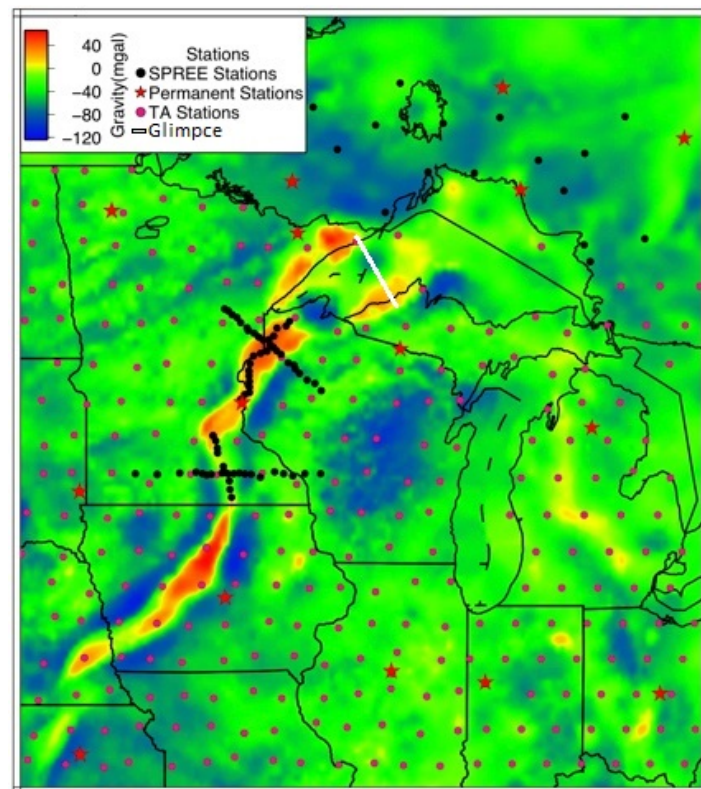 40
0
−40
−80
−120
Gravity(mgal)
Stations
SPREE Stations
Permanent Stations
TA Stations
Glimpce